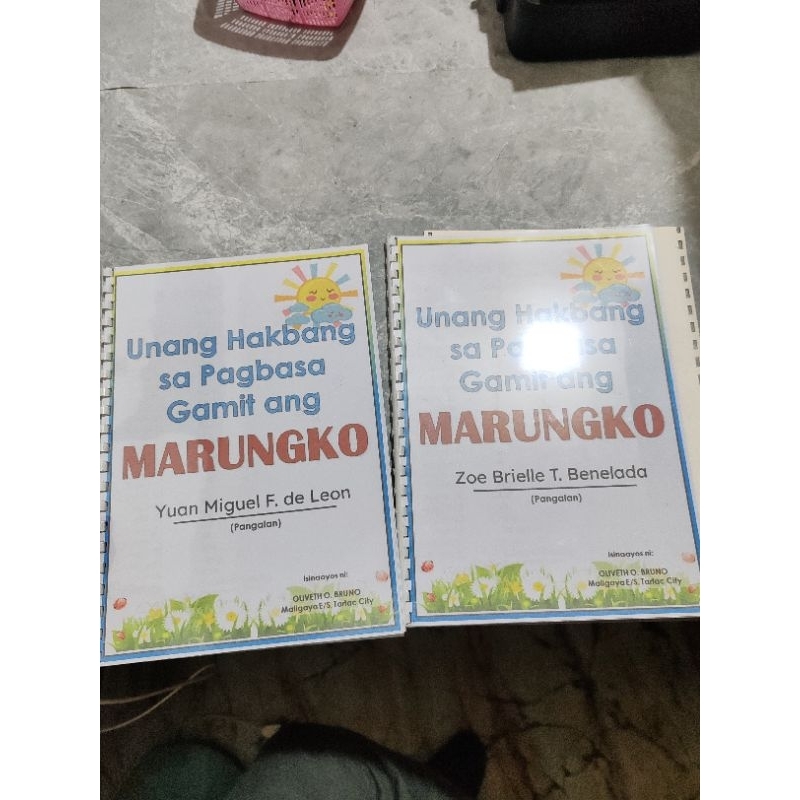 Unang Hakbang
sa Pagbasa
Gamit ang
MARUNGKO
Yuan Miguel F. de Leon
(Pangalan)
Isinaayos ni:
OLIVETH O. BRUNO
Maligaya E/S, Tarlac City
Unang Hakbang
sa Pagbasa
Gamit ang
MARUNGKO
Zoe Brielle T. Benelada
(Pangalan)
Isinaayos ni:
OLIVETH O. BRUNO
Maligaya E/S, Tarlac City